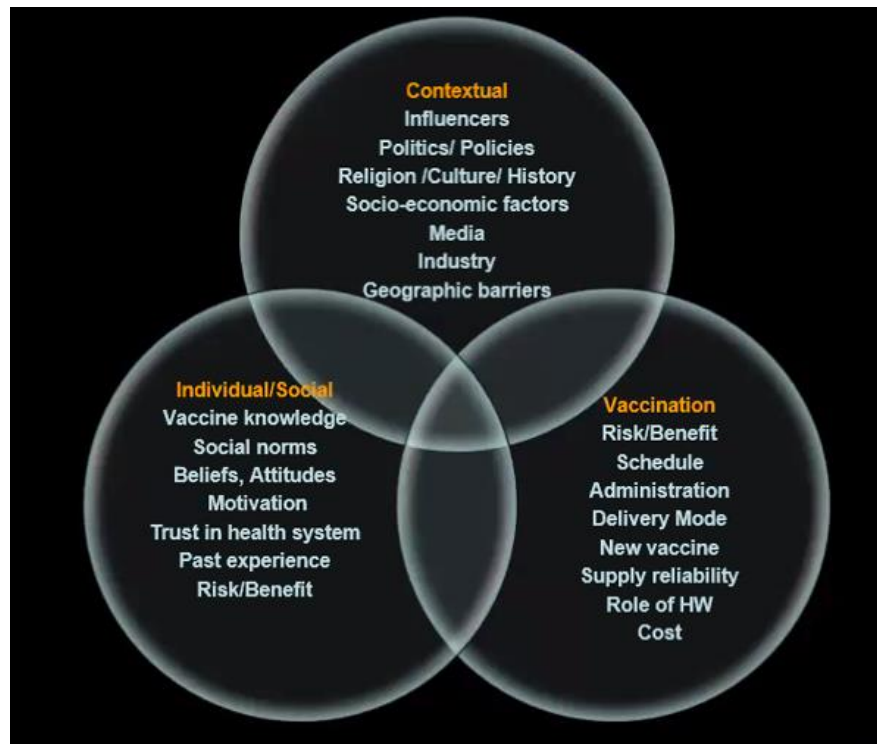 Contextual
Influencers
Politics/ Policies
Religion /Culture/ History
Socio-economic factors
Media
Industry
Geographic barriers
Individual/Social
Vaccine knowledge
Social norms
Beliefs, Attitudes
Motivation
Trust in health system
Past experience
Risk/Benefit
Vaccination
Risk/Benefit
Schedule
Administration
Delivery Mode
New vaccine
Supply reliability
Role of HW
Cost